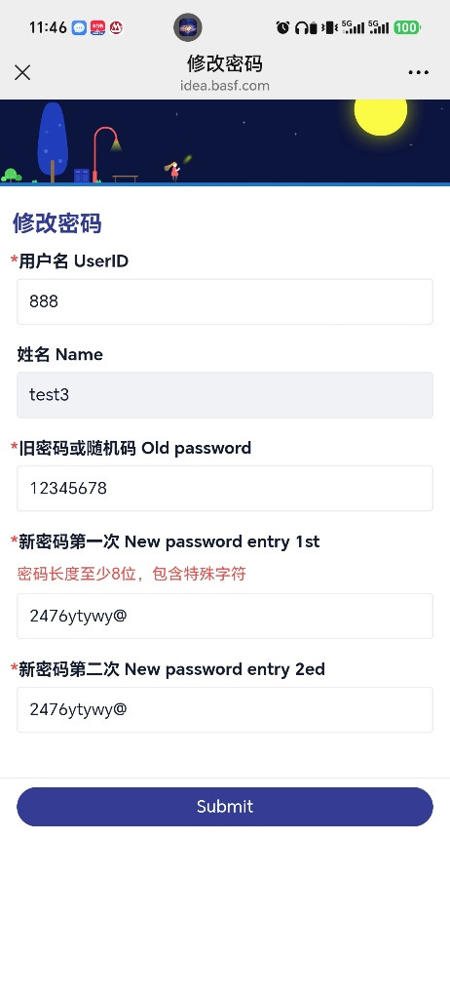 11:46
5G
5G
100
修改密码
idea.basf.com
修改密码
*用户名 UserID
888
姓名 Name
test3
*旧密码或随机码 Old password
12345678
*新密码第一次 New password entry 1st
密码长度至少8位，包含特殊字符
2476ytywy@
*新密码第二次 New password entry 2ed
2476ytywy@
Submit